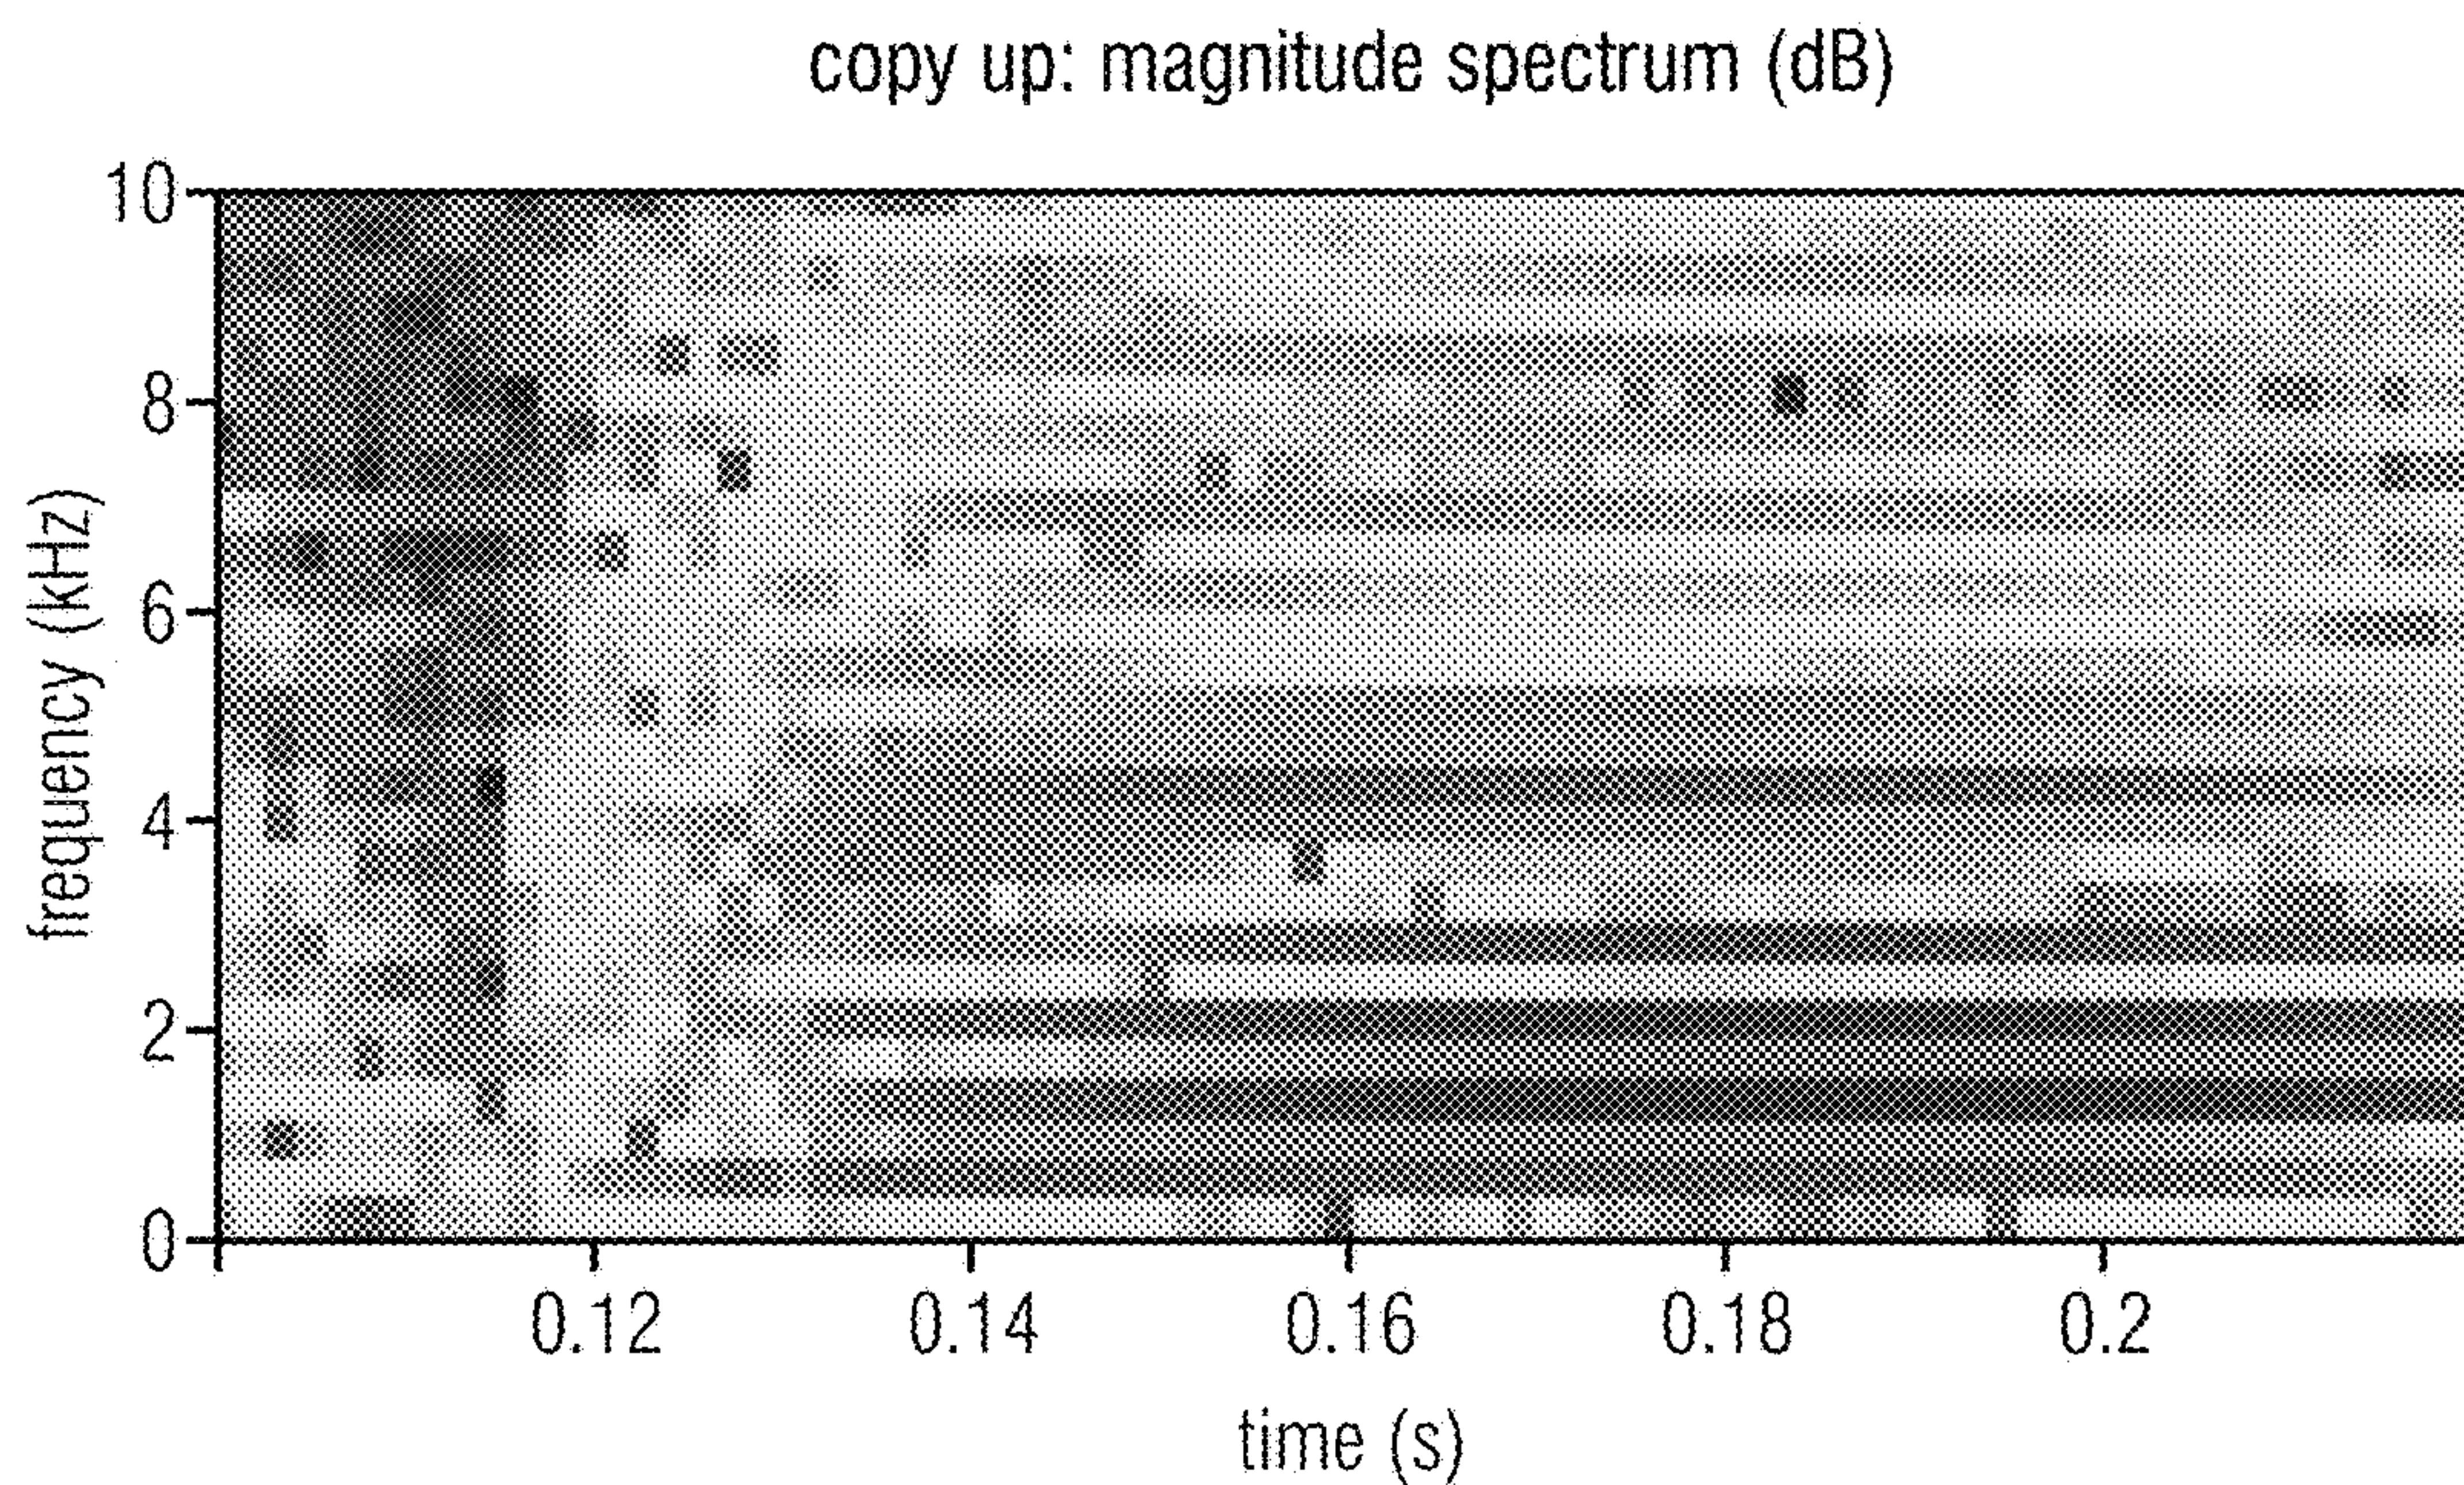 copy up: magnitude spectrum (dB)
10
8
6
4
2
0
frequency (kHz)
0.12 0.14 0.16 0.18 0.2
time (s)